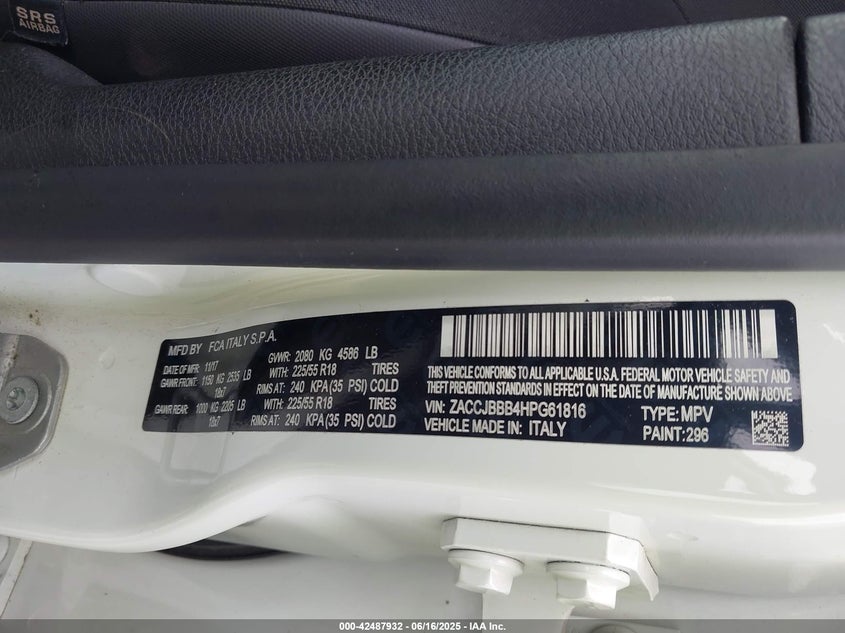 SRS
AIRBAG
MFD BY FCA ITALY S.P.A.
DATE OF MFR 11/17 GVWR: 2080 KG 4586 LB
GAWR FRONT: 1150 KG 2535 LB WITH: 225/55 R18 TIRES
18x7 RIMS AT: 240 KPA(35 PSI) COLD
GAWR REAR: 1000 KG 2205 LB WITH: 225/55 R18 TIRES
18x7 RIMS AT: 240 KPA(35 PSI) COLD
THIS VEHICLE CONFORMS TO ALL APPLICABLE U.S.A. FEDERAL MOTOR VEHICLE SAFETY AND
THEFT PREVENTION STANDARDS IN EFFECT ON THE DATE OF MANUFACTURE SHOWN ABOVE
VIN: ZACCJBBB4HPG61816 TYPE: MPV
VEHICLE MADE IN: ITALY PAINT: 296
000-42487932 - 06/16/2025 - IAAI.COM